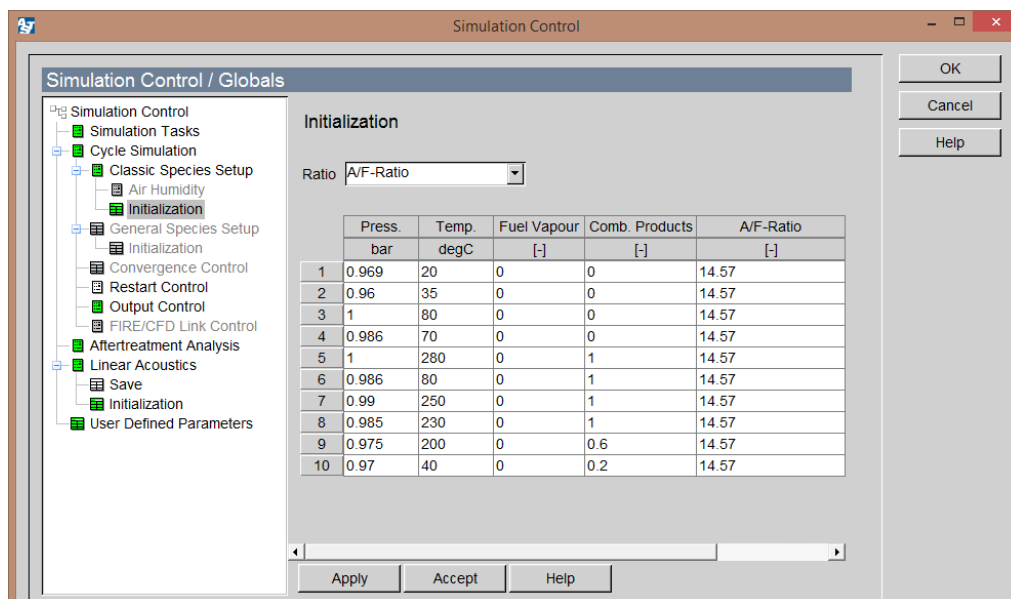 AST
Simulation Control
Simulation Control / Globals
OK
Cancel
Help
Simulation Control
Simulation Tasks
Cycle Simulation
Classic Species Setup
Air Humidity
Initialization
General Species Setup
Initialization
Convergence Control
Restart Control
Output Control
FIRE/CFD Link Control
Aftertreatment Analysis
Linear Acoustics
Save
Initialization
User Defined Parameters
Initialization
Ratio A/F-Ratio
Press. Temp. Fuel Vapour Comb. Products A/F-Ratio
bar degC [-] [-] [-]
1 0.969 20 0 0 14.57
2 0.96 35 0 0 14.57
3 1 80 0 0 14.57
4 0.986 70 0 0 14.57
5 1 280 0 1 14.57
6 0.986 80 0 1 14.57
7 0.99 250 0 1 14.57
8 0.985 230 0 1 14.57
9 0.975 200 0 0.6 14.57
10 0.97 40 0 0.2 14.57
Apply Accept Help